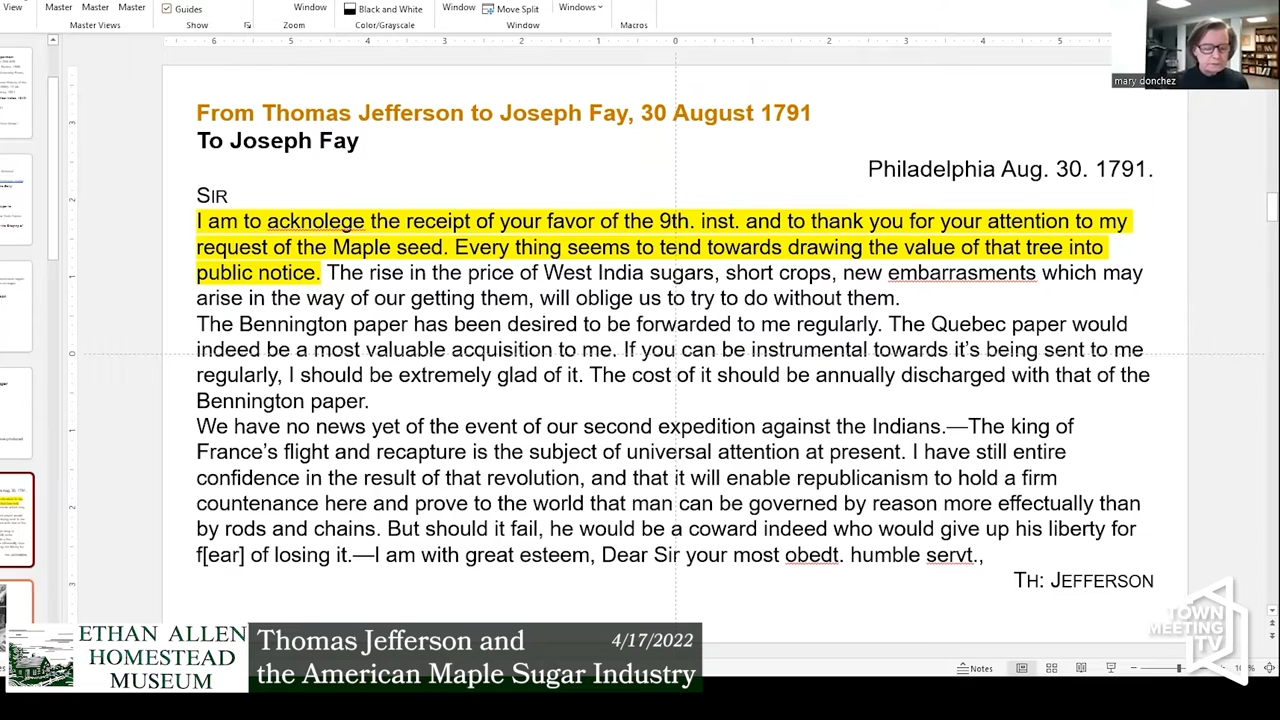 View
Master
Master
Master
Guides
Window
Black and White
Window
Move Split
Windows
Master Views
Show
Zoom
Color/Grayscale
Window
Macros
6 5 4 3 2 1 0 1 2 3 4 5
mary donchez
From Thomas Jefferson to Joseph Fay, 30 August 1791
To Joseph Fay
Philadelphia Aug. 30. 1791.
SIR
I am to acknolege the receipt of your favor of the 9th. inst. and to thank you for your attention to my
request of the Maple seed. Every thing seems to tend towards drawing the value of that tree into
public notice. The rise in the price of West India sugars, short crops, new embarrasments which may
arise in the way of our getting them, will oblige us to try to do without them.
The Bennington paper has been desired to be forwarded to me regularly. The Quebec paper would
indeed be a most valuable acquisition to me. If you can be instrumental towards it's being sent to me
regularly, I should be extremely glad of it. The cost of it should be annually discharged with that of the
Bennington paper.
We have no news yet of the event of our second expedition against the Indians.—The king of
France's flight and recapture is the subject of universal attention at present. I have still entire
confidence in the result of that revolution, and that it will enable republicanism to hold a firm
countenance here and prove to the world that man can be governed by reason more effectually than
by rods and chains. But should it fail, he would be a coward indeed who would give up his liberty for
f[ear] of losing it.—I am with great esteem, Dear Sir your most obedt. humble servt.,
TH: JEFFERSON
ETHAN ALLEN
HOMESTEAD
MUSEUM
Thomas Jefferson and
4/17/2022
the American Maple Sugar Industry
TOWN
MEETING
TV
Notes